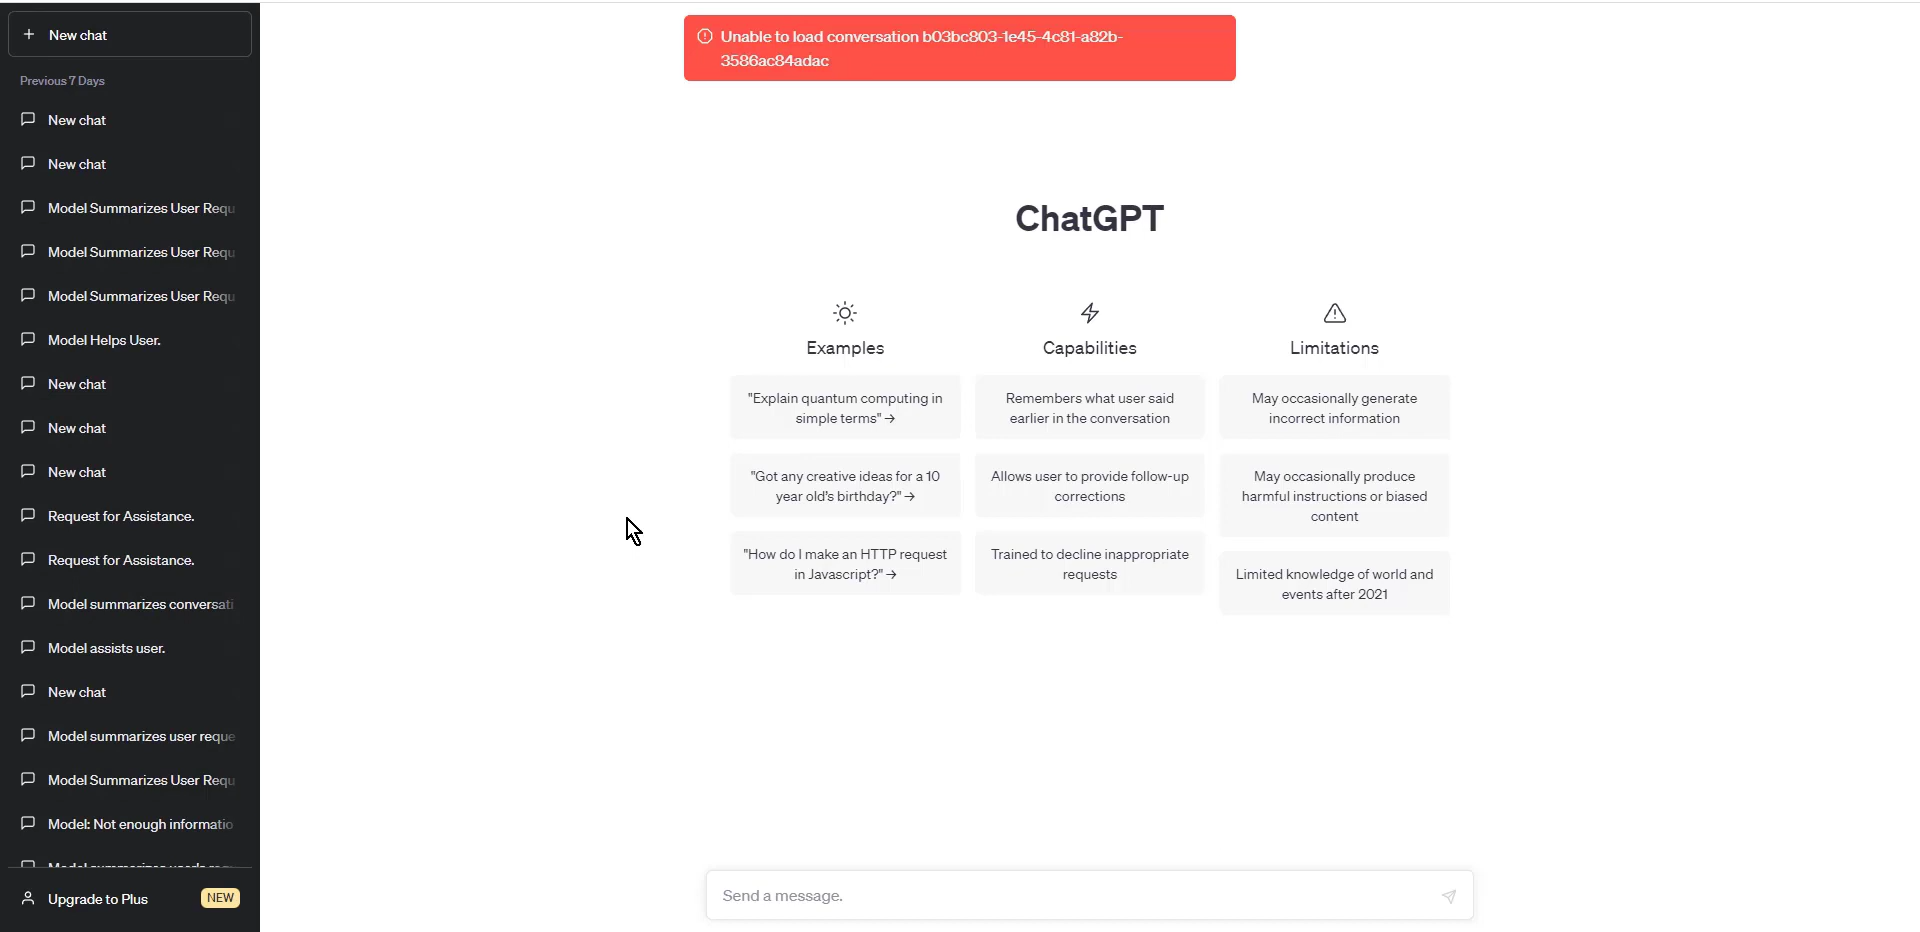 New chat
Previous 7 Days
New chat
New chat
Model Summarizes User Requ
Model Summarizes User Requ
Model Summarizes User Requ
Model Helps User.
New chat
New chat
New chat
Request for Assistance.
Request for Assistance.
Model summarizes conversati
Model assists user.
New chat
Model summarizes user reque
Model Summarizes User Requ
Model: Not enough informatio
Upgrade to Plus
NEW
Unable to load conversation b03bc803-1e45-4c81-a82b-
3586ac84adac
ChatGPT
Examples
"Explain quantum computing in
simple terms" →
"Got any creative ideas for a 10
year old's birthday?" →
"How do I make an HTTP request
in Javascript?" →
Capabilities
Remembers what user said
earlier in the conversation
Allows user to provide follow-up
corrections
Trained to decline inappropriate
requests
Limitations
May occasionally generate
incorrect information
May occasionally produce
harmful instructions or biased
content
Limited knowledge of world and
events after 2021
Send a message.